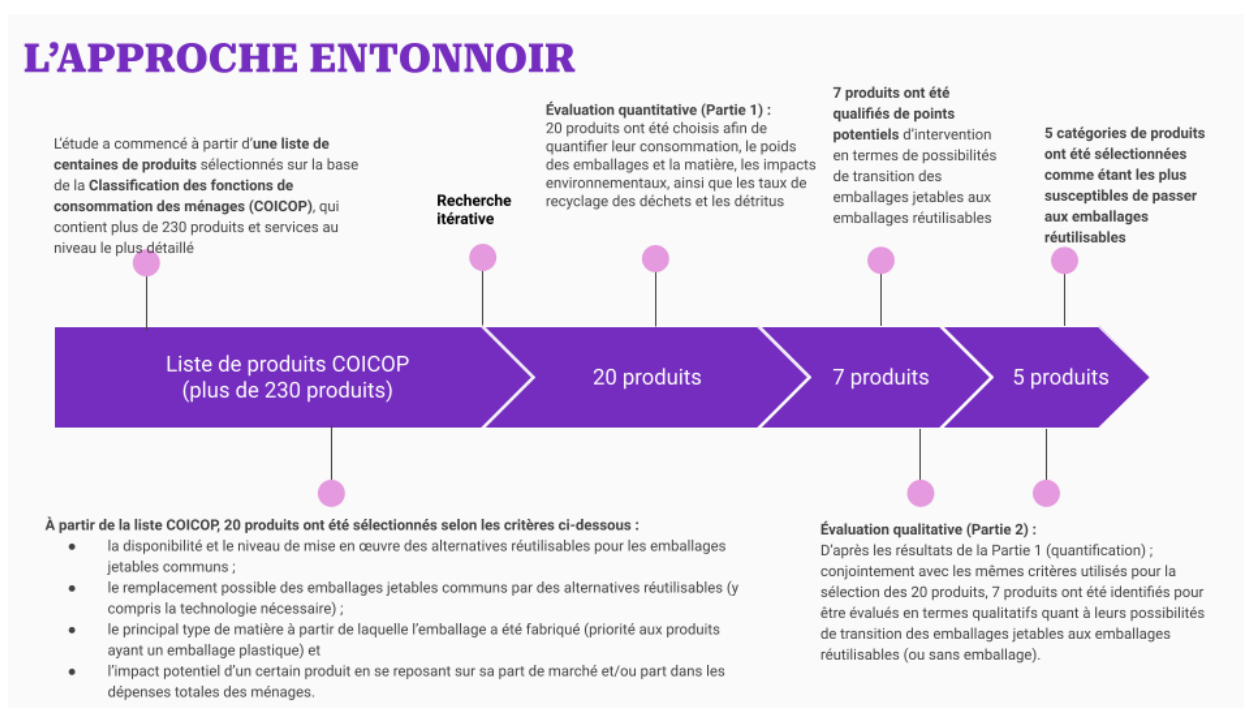 L’APPROCHE ENTONNOIR
L’étude a commencé à partir d’une liste de
centaines de produits sélectionnés sur la base
de la Classification des fonctions de
consommation des ménages (COICOP), qui
contient plus de 230 produits et services au
niveau le plus détaillé
Recherche
itérative
Évaluation quantitative (Partie 1) :
20 produits ont été choisis afin de
quantifier leur consommation, le poids
des emballages et la matière, les impacts
environnementaux, ainsi que les taux de
recyclage des déchets et les détritus
7 produits ont été
qualifiés de points
potentiels d’intervention
en termes de possibilités
de transition des
emballages jetables aux
emballages réutilisables
5 catégories de produits
ont été sélectionnées
comme étant les plus
susceptibles de passer
aux emballages
réutilisables
Liste de produits COICOP
(plus de 230 produits)
20 produits
7 produits
5 produits
À partir de la liste COICOP, 20 produits ont été sélectionnés selon les critères ci-dessous :
● la disponibilité et le niveau de mise en œuvre des alternatives réutilisables pour les emballages
jetables communs ;
● le remplacement possible des emballages jetables communs par des alternatives réutilisables (y
compris la technologie nécessaire) ;
● le principal type de matière à partir de laquelle l’emballage a été fabriqué (priorité aux produits
ayant un emballage plastique) et
● l’impact potentiel d’un certain produit en se reposant sur sa part de marché et/ou part dans les
dépenses totales des ménages.
Évaluation qualitative (Partie 2) :
D’après les résultats de la Partie 1 (quantification) ;
conjointement avec les mêmes critères utilisés pour la
sélection des 20 produits, 7 produits ont été identifiés pour
être évalués en termes qualitatifs quant à leurs possibilités
de transition des emballages jetables aux emballages
réutilisables (ou sans emballage).